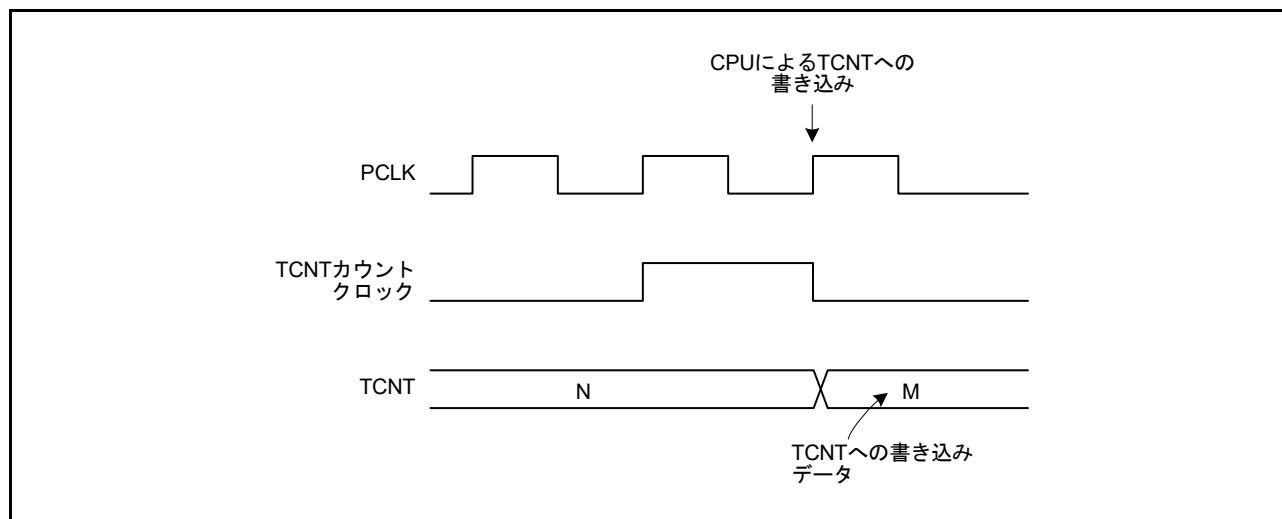 CPUによるTCNTへの
書き込み
PCLK
TCNTカウント
クロック
TCNT
N
M
TCNTへの書き込み
データ